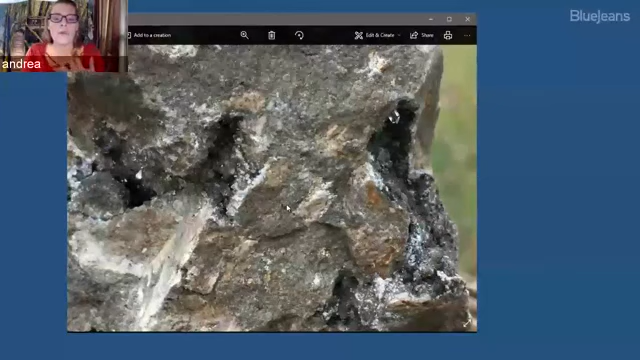 BlueJeans
Add to a creation
Edit & Create
Share
andrea